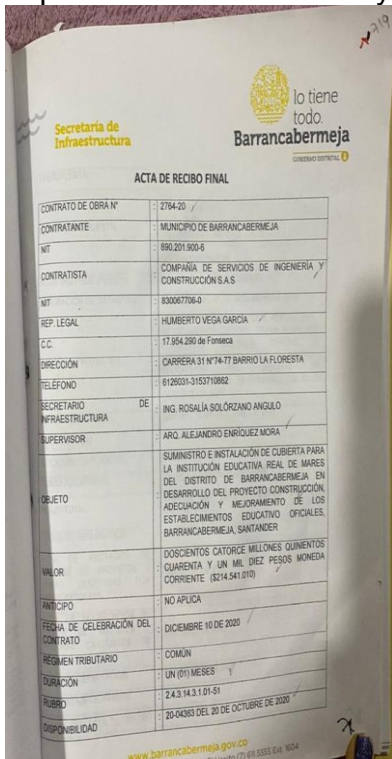 719
lo tiene
todo.
Barrancabermeja
GOBIERNO DISTRITAL
Secretaría de
Infraestructura
ACTA DE RECIBO FINAL
CONTRATO DE OBRA N° : 2764-20
CONTRATANTE : MUNICIPIO DE BARRANCABERMEJA
NIT : 890.201.900-6
CONTRATISTA : COMPAÑÍA DE SERVICIOS DE INGENIERÍA Y
CONSTRUCCIÓN S.A.S
NIT : 830067706-0
REP. LEGAL : HUMBERTO VEGA GARCÍA
C.C. : 17.954.290 de Fonseca
DIRECCIÓN : CARRERA 31 N°74-77 BARRIO LA FLORESTA
TELÉFONO : 6126031-3153710862
SECRETARIO DE
INFRAESTRUCTURA : ING. ROSALÍA SOLÓRZANO ANGULO
SUPERVISOR : ARQ. ALEJANDRO ENRÍQUEZ MORA
OBJETO : SUMINISTRO E INSTALACIÓN DE CUBIERTA PARA
LA INSTITUCIÓN EDUCATIVA REAL DE MARES
DEL DISTRITO DE BARRANCABERMEJA EN
DESARROLLO DEL PROYECTO CONSTRUCCIÓN,
ADECUACIÓN Y MEJORAMIENTO DE LOS
ESTABLECIMIENTOS EDUCATIVO OFICIALES,
BARRANCABERMEJA, SANTANDER
VALOR : DOSCIENTOS CATORCE MILLONES QUINIENTOS
CUARENTA Y UN MIL DIEZ PESOS MONEDA
CORRIENTE ($214.541.010)
ANTICIPO : NO APLICA
FECHA DE CELEBRACIÓN DEL
CONTRATO : DICIEMBRE 10 DE 2020
RÉGIMEN TRIBUTARIO : COMÚN
DURACIÓN : UN (01) MESES
RUBRO : 2.4.3.14.3.1.01-51
DISPONIBILIDAD : 20-04363 DEL 20 DE OCTUBRE DE 2020
www.barrancabermeja.gov.co
(7) 611 5555 Ext. 1604